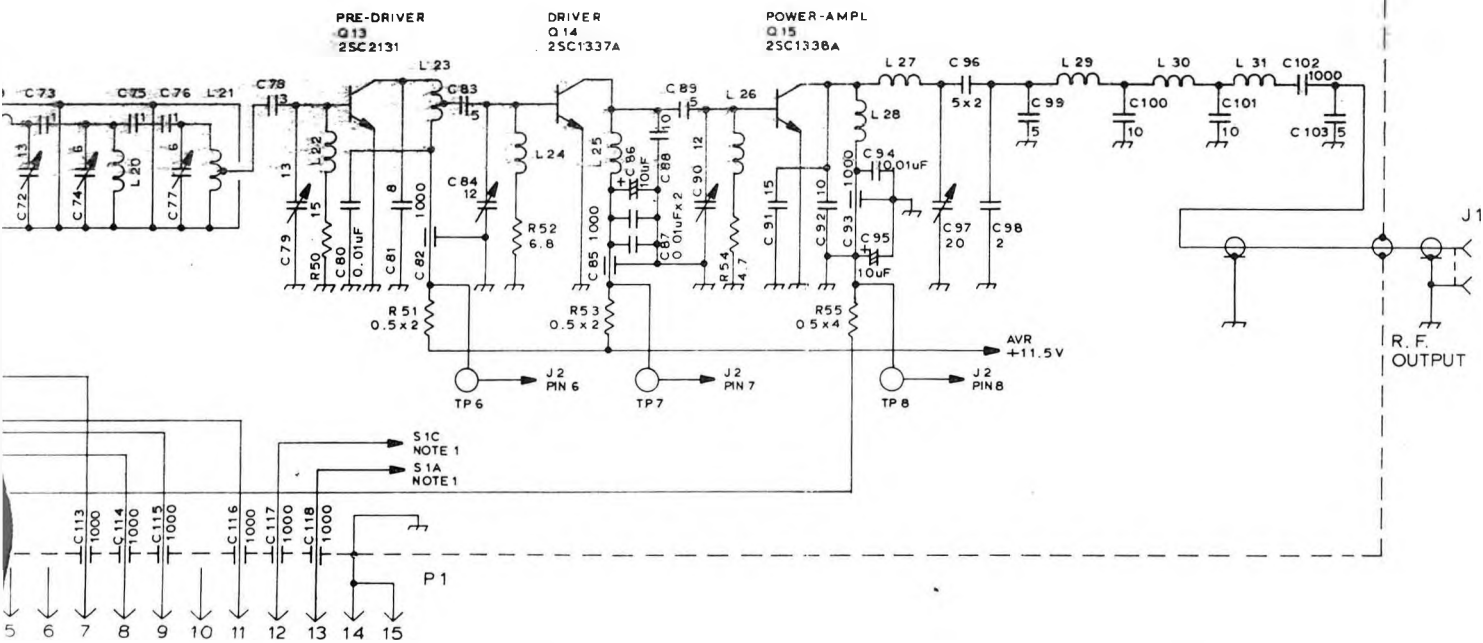 PRE-DRIVER
Q13
2SC2131
DRIVER
Q14
2SC1337A
POWER-AMPL
Q15
2SC1338A
C73
1
C75
1
C76
1
L21
C78
3
L23
C83
5
C89
5
L26
L27
C96
5x2
L29
L30
L31
C102
1000
13
C72
6
C74
L20
6
C77
13
C79
L22
15
R50
C80
0.01uF
8
C81
1000
C82
C84
12
L24
R52
6.8
L25
C86
10uF
10
C88
C87
0.01uFx2
1000
C85
12
C90
R54
4.7
15
C91
10
C92
1000
C93
L28
C94
0.01uF
C95
10uF
C97
20
C98
2
C99
5
C100
10
C101
10
C103
5
J1
R.F.
OUTPUT
R51
0.5x2
R53
0.5x2
R55
0.5x4
AVR
+11.5V
TP6
J2
PIN 6
TP7
J2
PIN 7
TP8
J2
PIN 8
S1C
NOTE 1
S1A
NOTE 1
C113
1000
C114
1000
C115
1000
C116
1000
C117
1000
C118
1000
P1
5 6 7 8 9 10 11 12 13 14 15